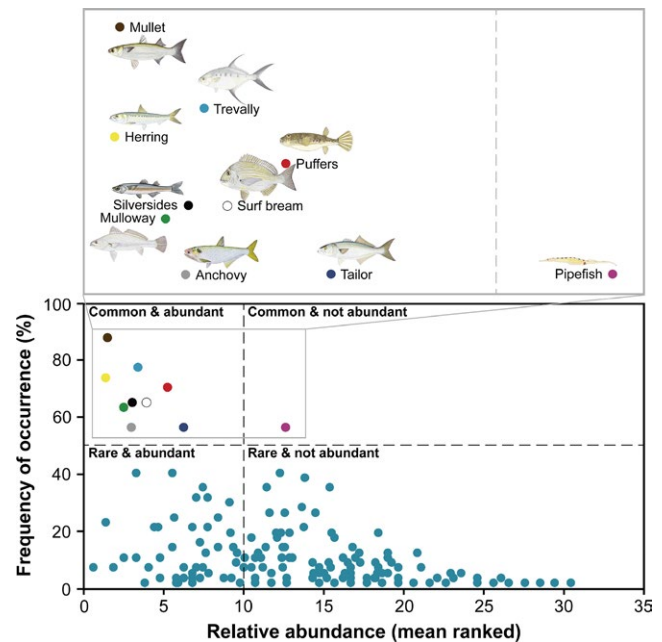 Mullet
Trevally
Herring
Puffers
Silversides
Surf bream
Mulloway
Anchovy
Tailor
Pipefish
Frequency of occurrence (%)
100
80
60
40
20
0
Common & abundant
Common & not abundant
Rare & abundant
Rare & not abundant
0 5 10 15 20 25 30 35
Relative abundance (mean ranked)